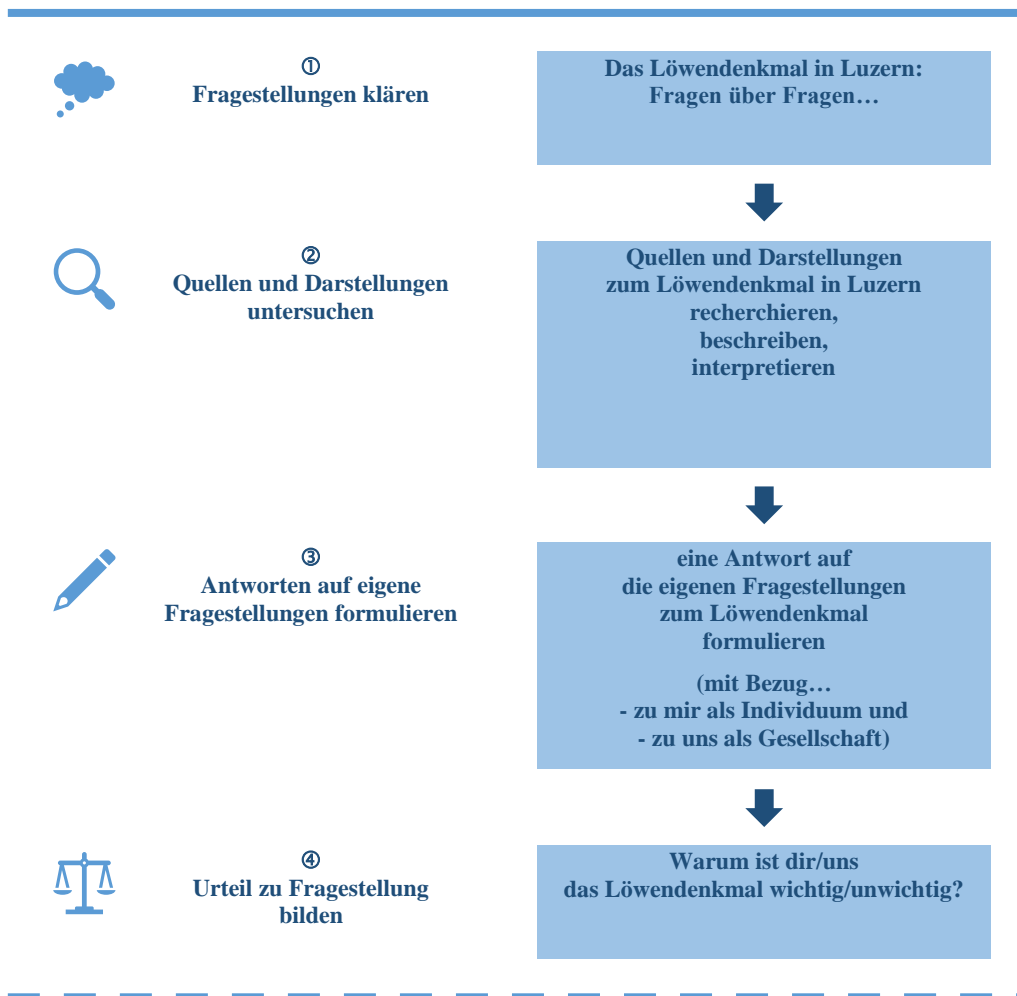 ①
Fragestellungen klären
Das Löwendenkmal in Luzern:
Fragen über Fragen…
②
Quellen und Darstellungen
untersuchen
Quellen und Darstellungen
zum Löwendenkmal in Luzern
recherchieren,
beschreiben,
interpretieren
③
Antworten auf eigene
Fragestellungen formulieren
eine Antwort auf
die eigenen Fragestellungen
zum Löwendenkmal
formulieren
(mit Bezug…
- zu mir als Individuum und
- zu uns als Gesellschaft)
④
Urteil zu Fragestellung
bilden
Warum ist dir/uns
das Löwendenkmal wichtig/unwichtig?